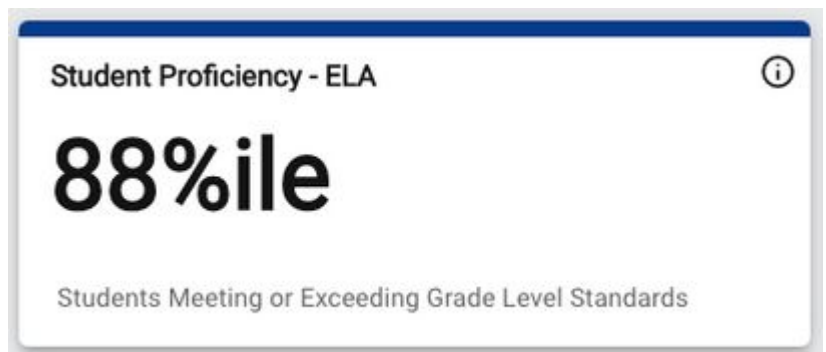 Student Proficiency - ELA
88%ile
Students Meeting or Exceeding Grade Level Standards